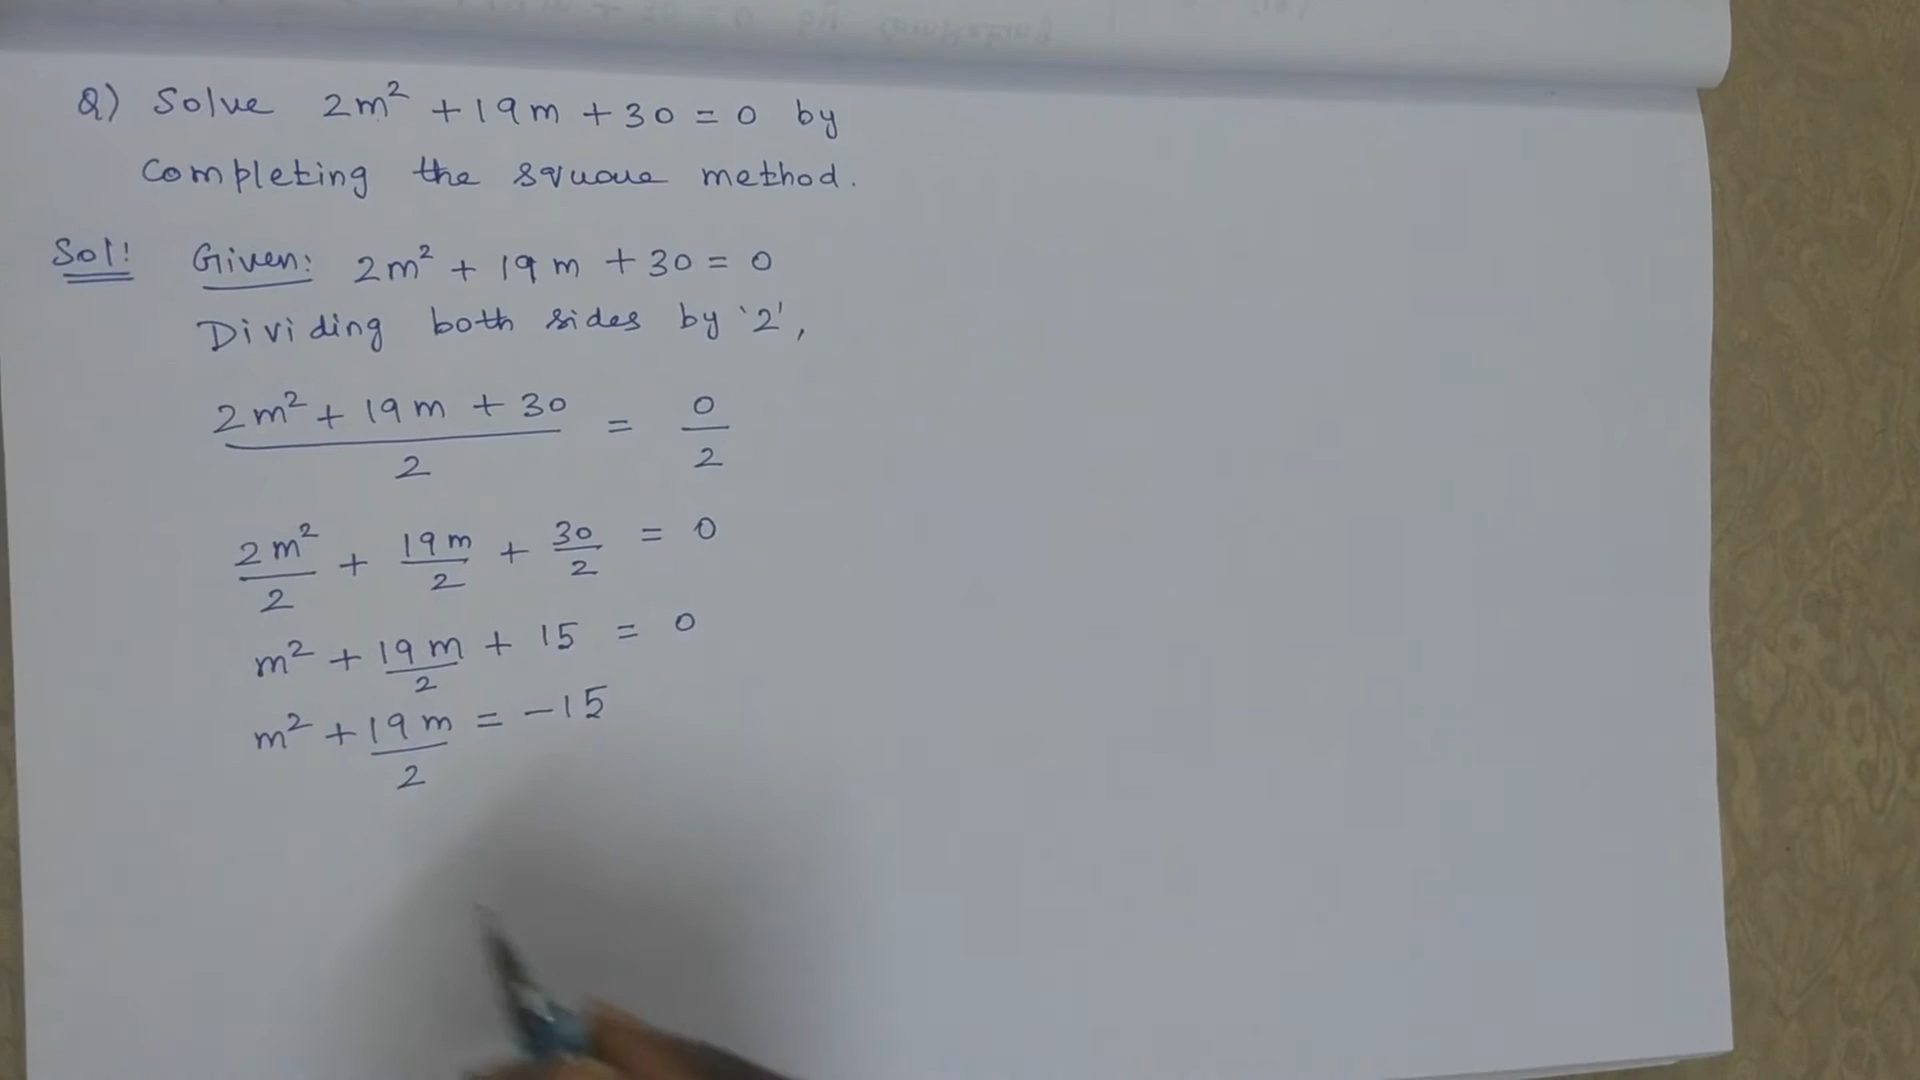 Q) Solve 2m² + 19m + 30 = 0 by
Completing the square method.
Sol: Given: 2m² + 19m + 30 = 0
Dividing both sides by '2',
(2m² + 19m + 30)/2 = 0/2
2m²/2 + 19m/2 + 30/2 = 0
m² + 19m/2 + 15 = 0
m² + 19m/2 = -15